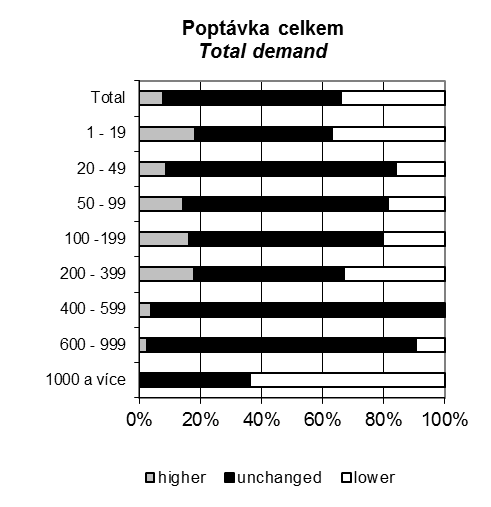 Poptávka celkem
Total demand
Total
1 - 19
20 - 49
50 - 99
100 -199
200 - 399
400 - 599
600 - 999
1000 a více
0% 20% 40% 60% 80% 100%
higher unchanged lower